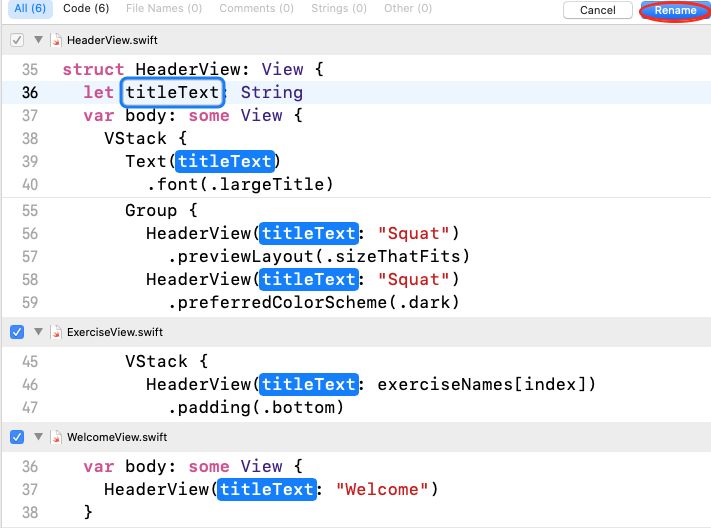 All (6) Code (6) File Names (0) Comments (0) Strings (0) Other (0) Cancel Rename
HeaderView.swift
35 struct HeaderView: View {
36 let titleText: String
37 var body: some View {
38 VStack {
39 Text(titleText)
40 .font(.largeTitle)
55 Group {
56 HeaderView(titleText: "Squat")
57 .previewLayout(.sizeThatFits)
58 HeaderView(titleText: "Squat")
59 .preferredColorScheme(.dark)
ExerciseView.swift
45 VStack {
46 HeaderView(titleText: exerciseNames[index])
47 .padding(.bottom)
WelcomeView.swift
36 var body: some View {
37 HeaderView(titleText: "Welcome")
38 }